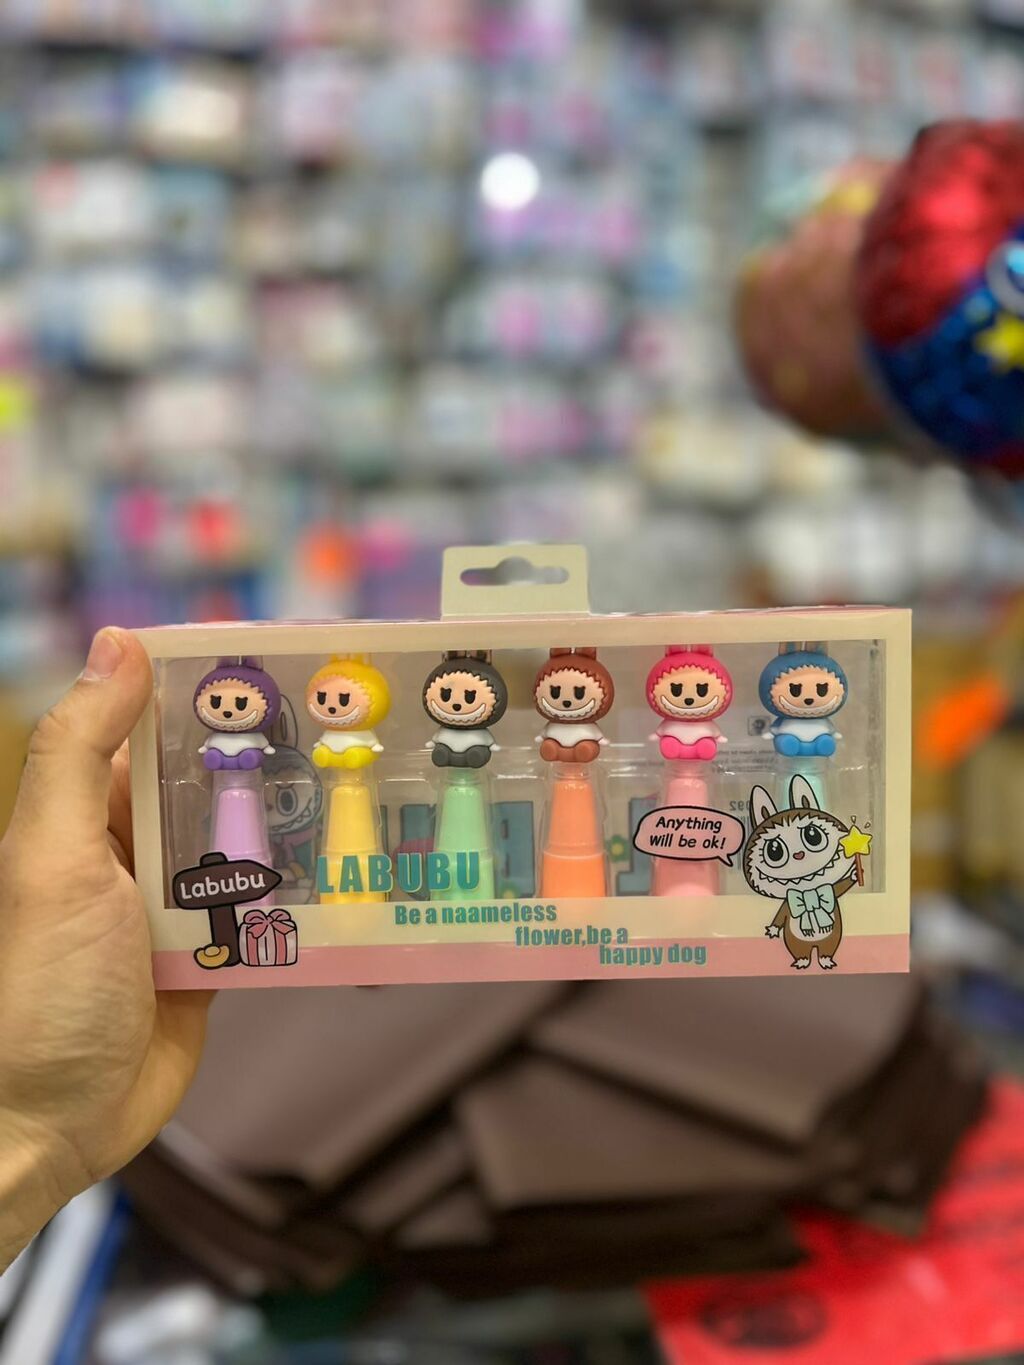 Anything
will be ok!
Labubu
LABUBU
Be a naameless
flower,be a
happy dog